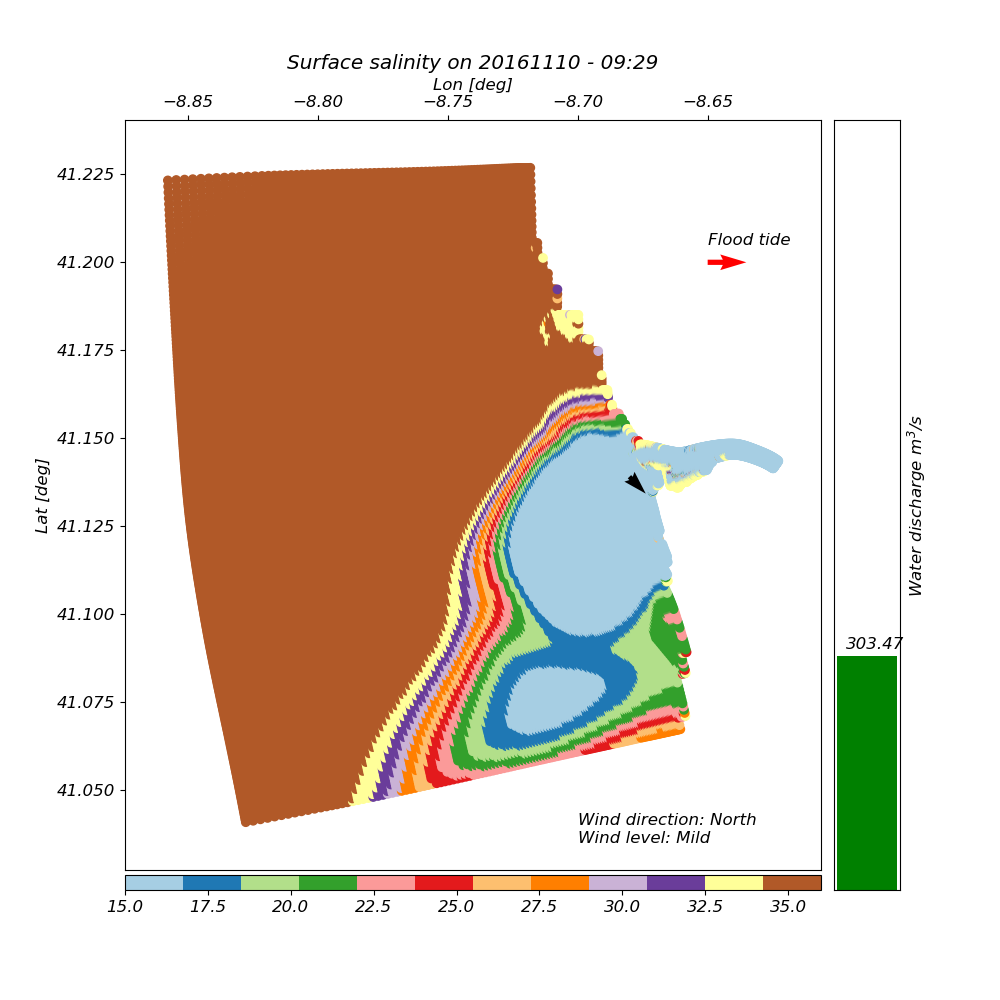 Surface salinity on 20161110 - 09:29
Lon [deg]
−8.85 −8.80 −8.75 −8.70 −8.65
41.225
41.200
41.175
41.150
41.125
41.100
41.075
41.050
Lat [deg]
Flood tide
Wind direction: North
Wind level: Mild
15.0 17.5 20.0 22.5 25.0 27.5 30.0 32.5 35.0
303.47
Water discharge m³/s